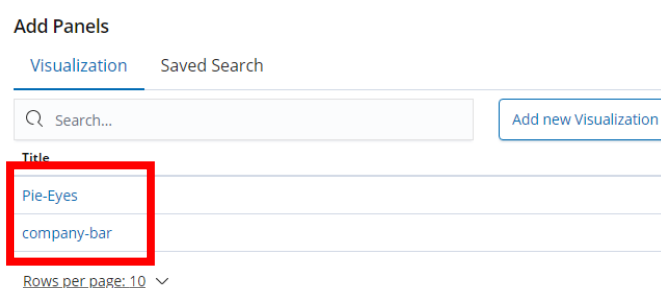 Add Panels
Visualization Saved Search
Search... Add new Visualization
Title
Pie-Eyes
company-bar
Rows per page: 10